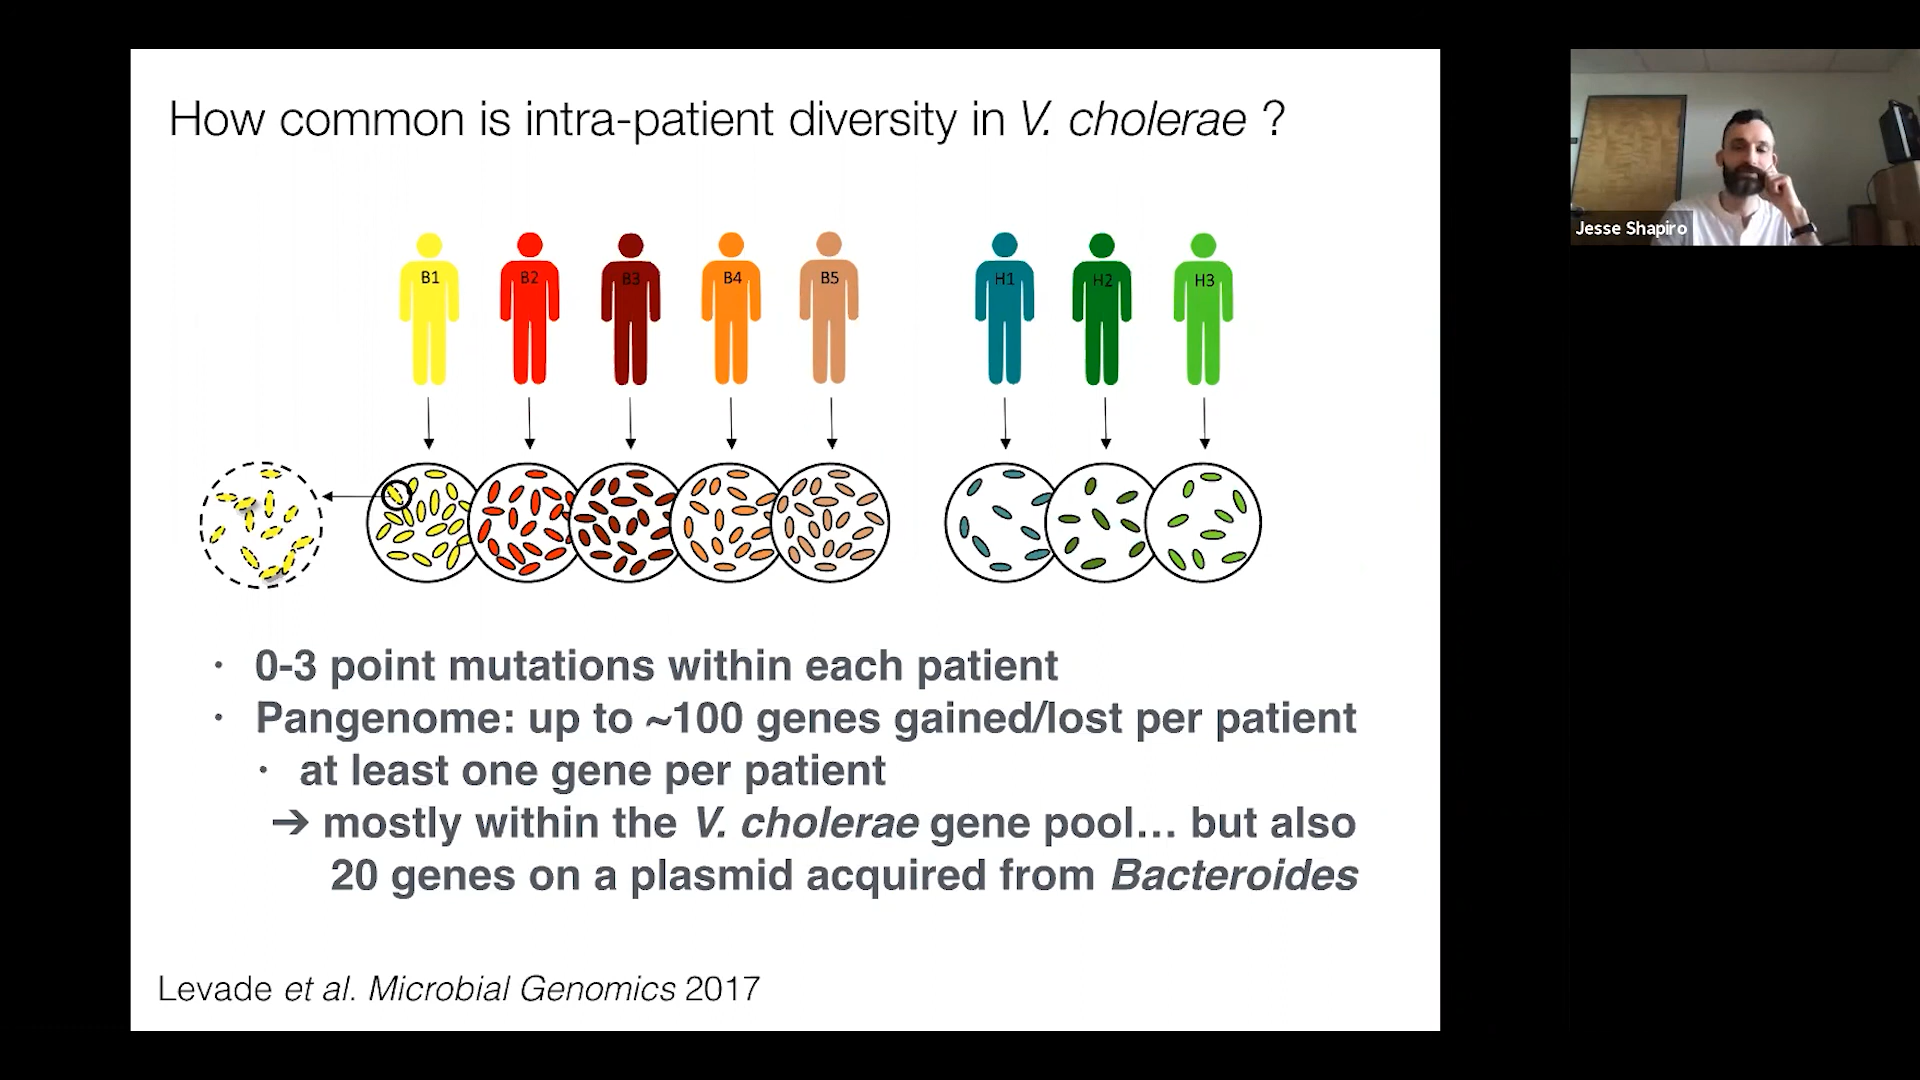 How common is intra-patient diversity in V. cholerae ?
B1 B2 B3 B4 B5 H1 H2 H3
Jesse Shapiro
· 0-3 point mutations within each patient
· Pangenome: up to ~100 genes gained/lost per patient
· at least one gene per patient
→ mostly within the V. cholerae gene pool... but also
20 genes on a plasmid acquired from Bacteroides
Levade et al. Microbial Genomics 2017